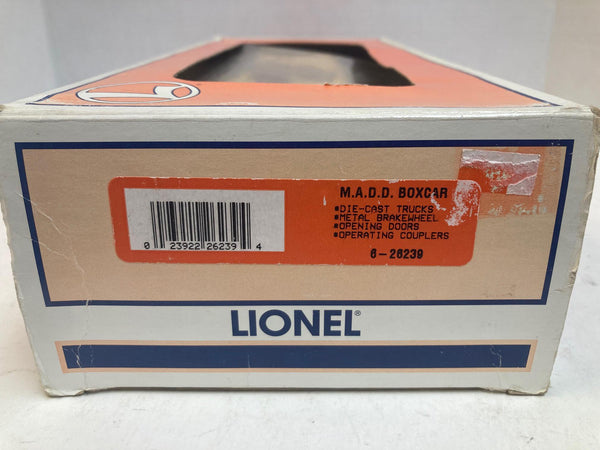 M.A.D.D. BOXCAR
DIE-CAST TRUCKS
METAL BRAKEWHEEL
OPENING DOORS
OPERATING COUPLERS
6-26239
0 23922 26239 4
LIONEL®